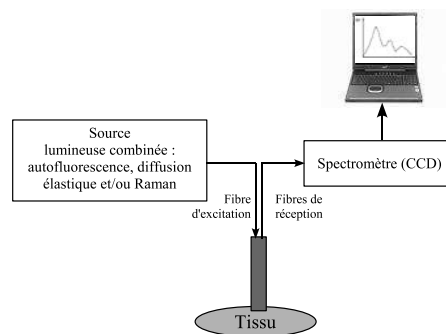 Source
lumineuse combinée :
autofluorescence, diffusion
élastique et/ou Raman
Spectromètre (CCD)
Fibre
d'excitation
Fibres de
réception
Tissu